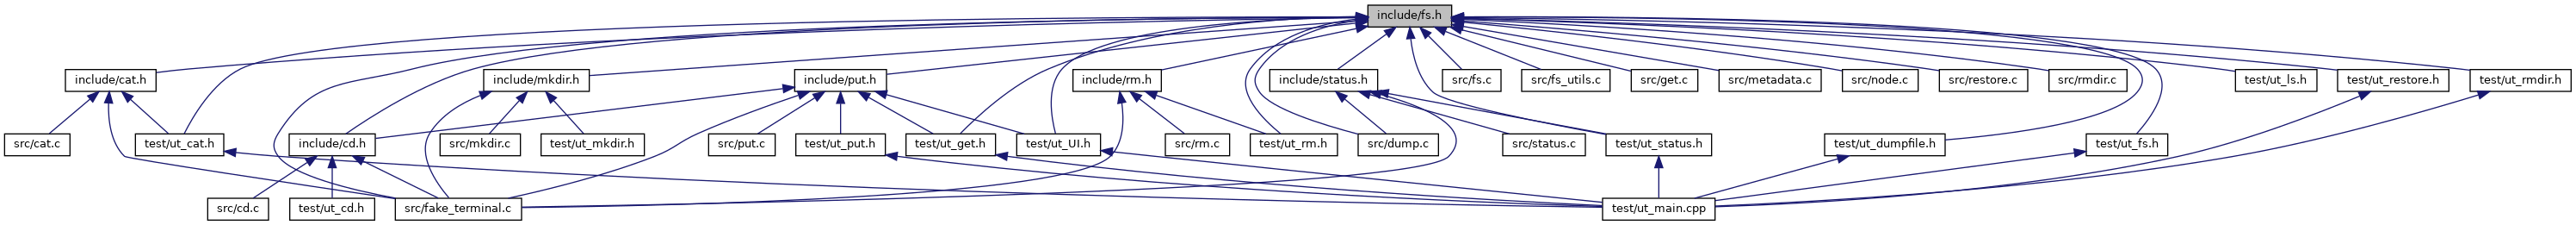 include/fs.h
include/cat.h
include/mkdir.h
include/put.h
include/rm.h
include/status.h
src/fs.c
src/fs_utils.c
src/get.c
src/metadata.c
src/node.c
src/restore.c
src/rmdir.c
test/ut_ls.h
test/ut_restore.h
test/ut_rmdir.h
src/cat.c
test/ut_cat.h
include/cd.h
src/mkdir.c
test/ut_mkdir.h
src/put.c
test/ut_put.h
test/ut_get.h
test/ut_UI.h
src/rm.c
test/ut_rm.h
src/dump.c
src/status.c
test/ut_status.h
test/ut_dumpfile.h
test/ut_fs.h
src/cd.c
test/ut_cd.h
src/fake_terminal.c
test/ut_main.cpp